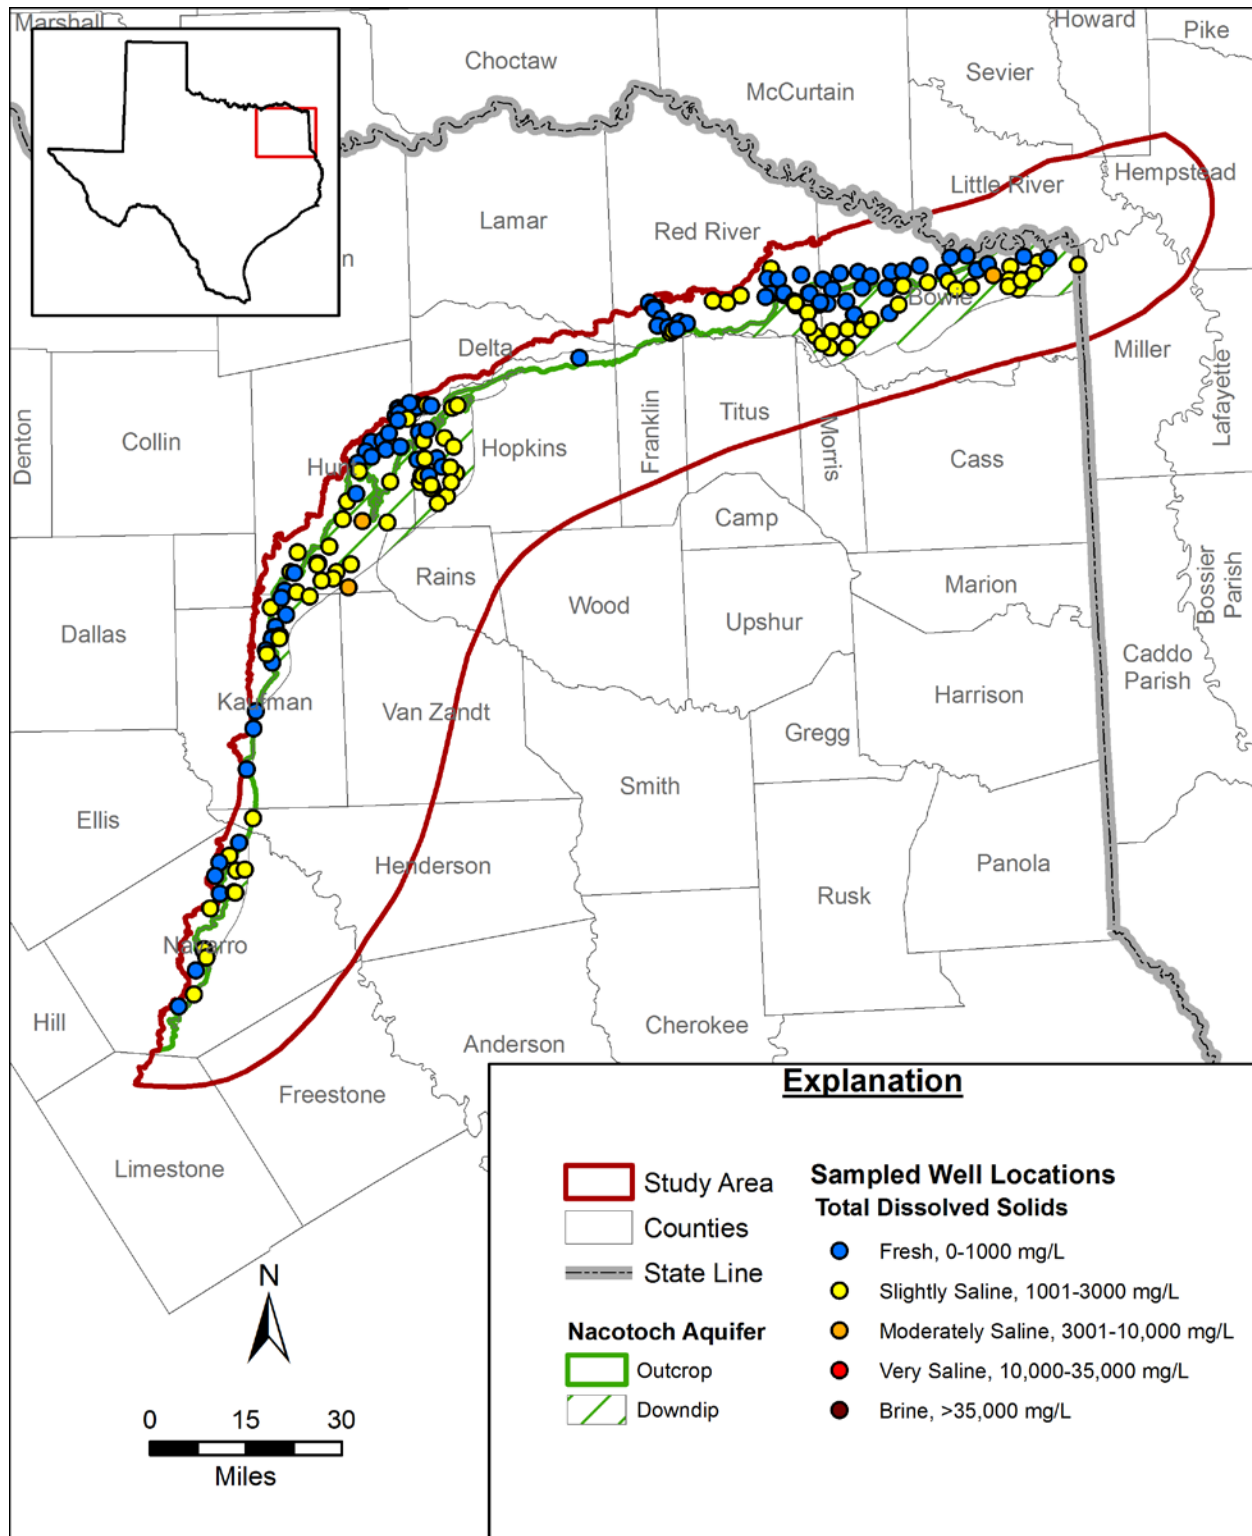 Marshall
Howard
Pike
Choctaw
Sevier
McCurtain
Little River
Hempstead
Lamar
Red River
n
Bowie
Delta
Miller
Lafayette
Denton
Collin
Hunt
Hopkins
Franklin
Titus
Morris
Cass
Camp
Rains
Wood
Marion
Bossier
Parish
Dallas
Upshur
Caddo
Parish
Kaufman
Van Zandt
Harrison
Gregg
Smith
Ellis
Henderson
Rusk
Panola
Navarro
Hill
Cherokee
Anderson
Freestone
Limestone
N
0 15 30
Miles
Explanation
Study Area
Counties
State Line
Nacotoch Aquifer
Outcrop
Downdip
Sampled Well Locations
Total Dissolved Solids
Fresh, 0-1000 mg/L
Slightly Saline, 1001-3000 mg/L
Moderately Saline, 3001-10,000 mg/L
Very Saline, 10,000-35,000 mg/L
Brine, >35,000 mg/L